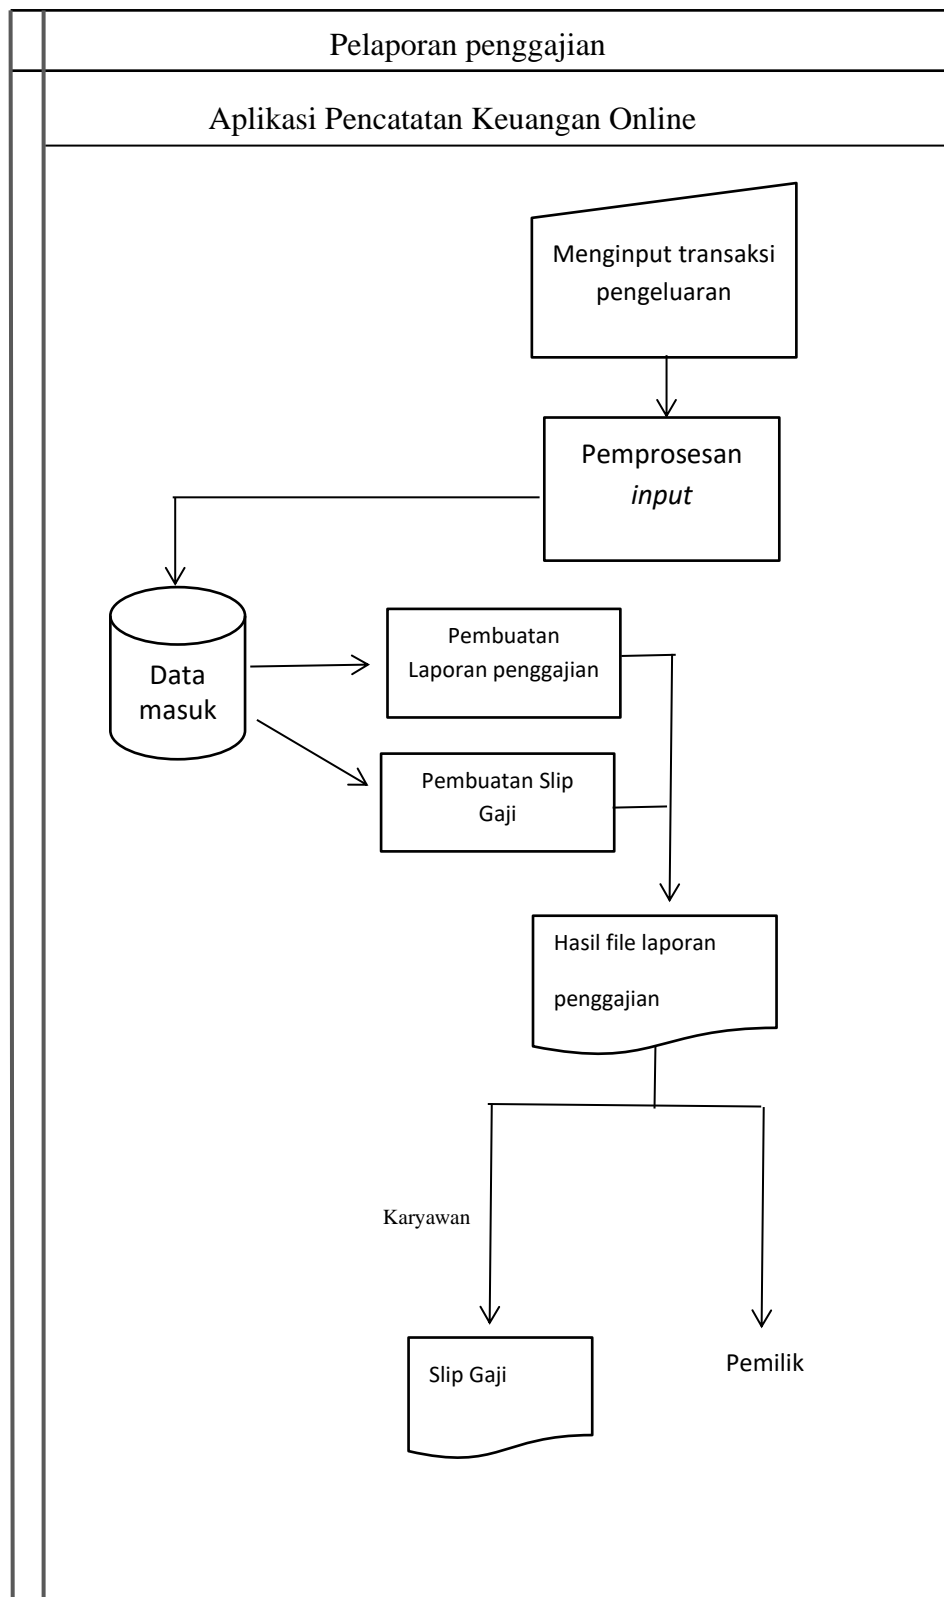 Pelaporan penggajian
Aplikasi Pencatatan Keuangan Online
Menginput transaksi
pengeluaran
Pemprosesan
input
Data
masuk
Pembuatan
Laporan penggajian
Pembuatan Slip
Gaji
Hasil file laporan
penggajian
Karyawan
Slip Gaji
Pemilik